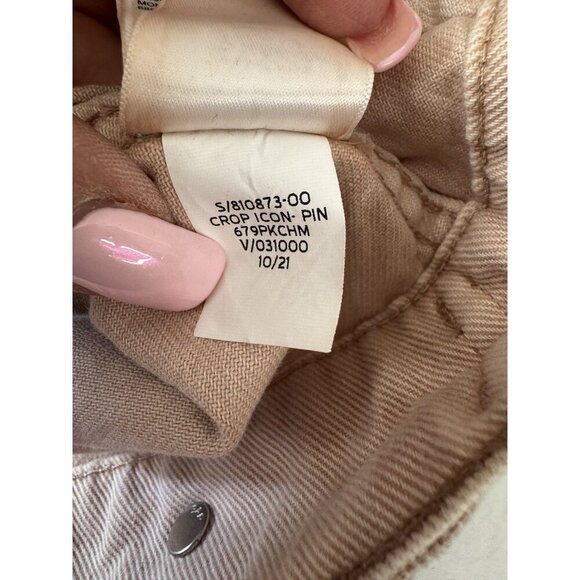 S/810873-00
CROP ICON- PIN
679PKCHM
V/031000
10/21